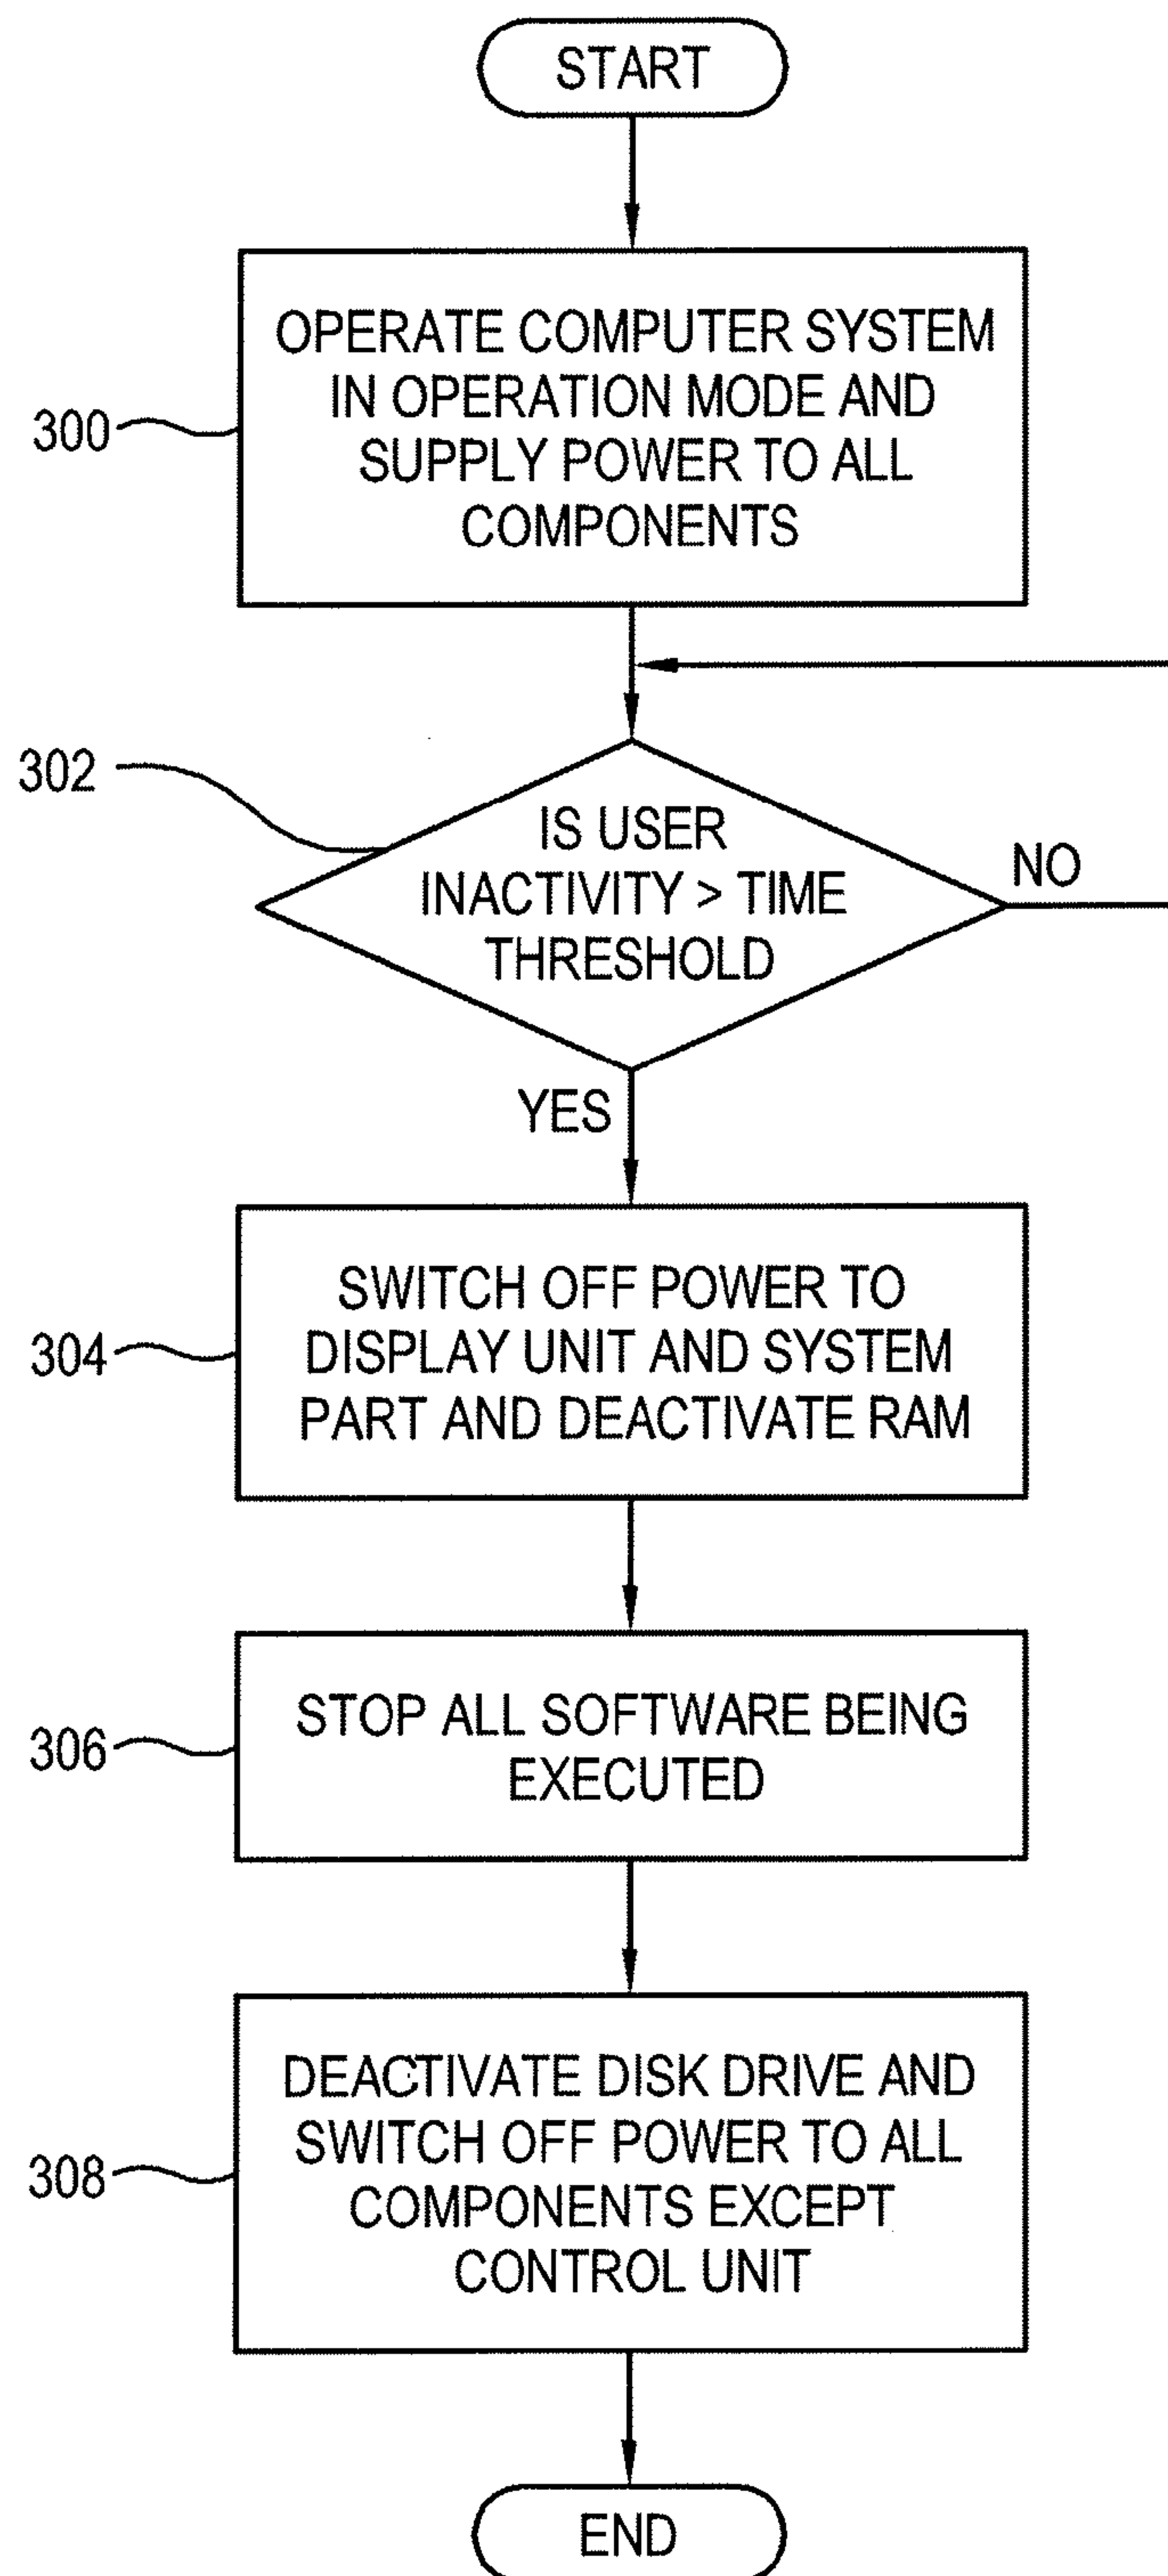 START
300
OPERATE COMPUTER SYSTEM
IN OPERATION MODE AND
SUPPLY POWER TO ALL
COMPONENTS
302
IS USER
INACTIVITY > TIME
THRESHOLD
NO
YES
304
SWITCH OFF POWER TO
DISPLAY UNIT AND SYSTEM
PART AND DEACTIVATE RAM
306
STOP ALL SOFTWARE BEING
EXECUTED
308
DEACTIVATE DISK DRIVE AND
SWITCH OFF POWER TO ALL
COMPONENTS EXCEPT
CONTROL UNIT
END